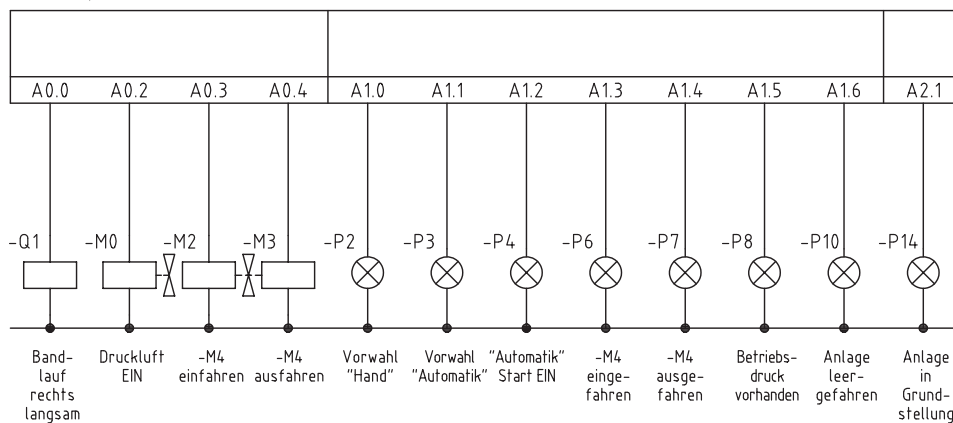 A0.0 A0.2 A0.3 A0.4 A1.0 A1.1 A1.2 A1.3 A1.4 A1.5 A1.6 A2.1
-Q1 -M0 -M2 -M3 -P2 -P3 -P4 -P6 -P7 -P8 -P10 -P14
Band-
lauf
rechts
langsam
Druckluft
EIN
-M4
einfahren
-M4
ausfahren
Vorwahl
"Hand"
Vorwahl
"Automatik"
"Automatik"
Start EIN
-M4
einge-
fahren
-M4
ausge-
fahren
Betriebs-
druck
vorhanden
Anlage
leer-
gefahren
Anlage
in
Grund-
stellung